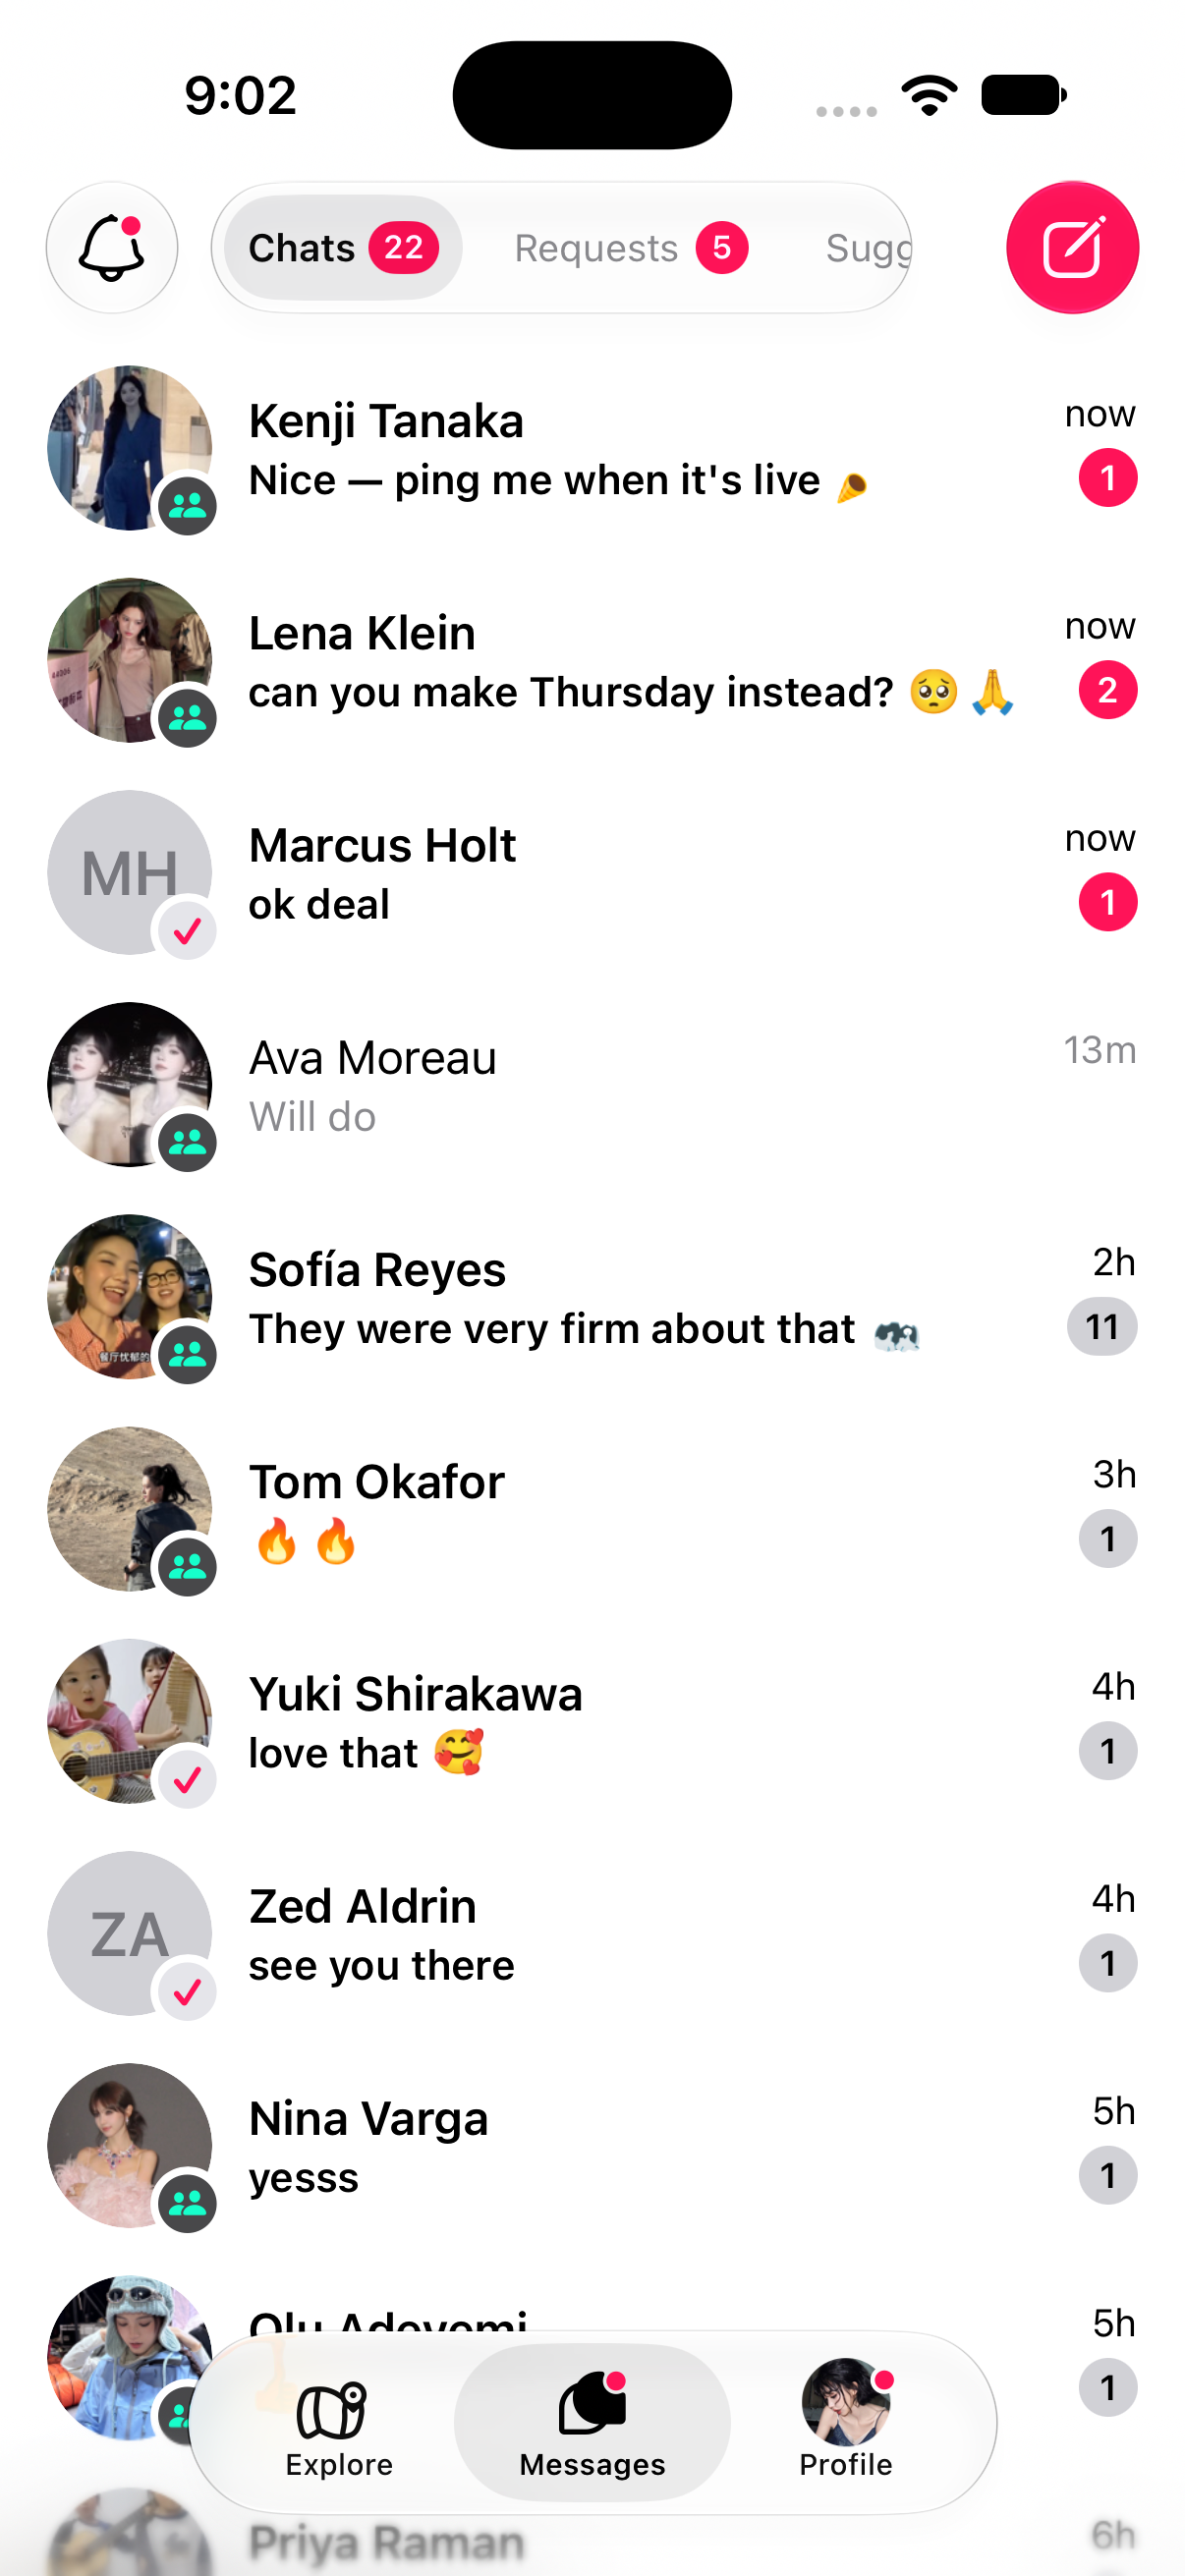 9:02
Chats 22
Requests 5
Sugg
Kenji Tanaka
now
Nice — ping me when it's live
1
Lena Klein
now
can you make Thursday instead? 🥺 🙏
2
MH
Marcus Holt
now
ok deal
1
Ava Moreau
13m
Will do
Sofía Reyes
2h
They were very firm about that
11
Tom Okafor
3h
🔥 🔥
1
Yuki Shirakawa
4h
love that 🥰
1
ZA
Zed Aldrin
4h
see you there
1
Nina Varga
5h
yesss
1
Olu Adeyemi
5h
1
Explore
Messages
Profile
Priya Raman
6h